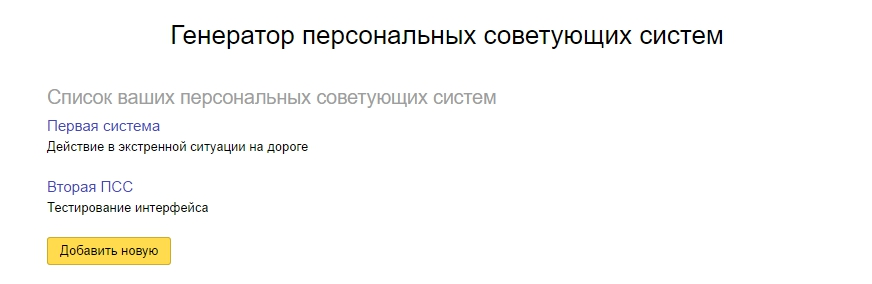 Генератор персональных советующих систем
Список ваших персональных советующих систем
Первая система
Действие в экстренной ситуации на дороге
Вторая ПСС
Тестирование интерфейса
Добавить новую